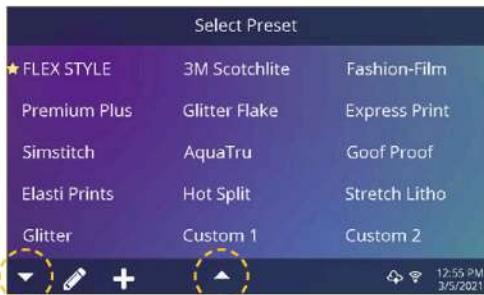 Select Preset
FLEX STYLE 3M Scotchlite Fashion-Film
Premium Plus Glitter Flake Express Print
Simstitch AquaTru Goof Proof
Elasti Prints Hot Split Stretch Litho
Glitter Custom 1 Custom 2
12:55 PM
3/5/2021